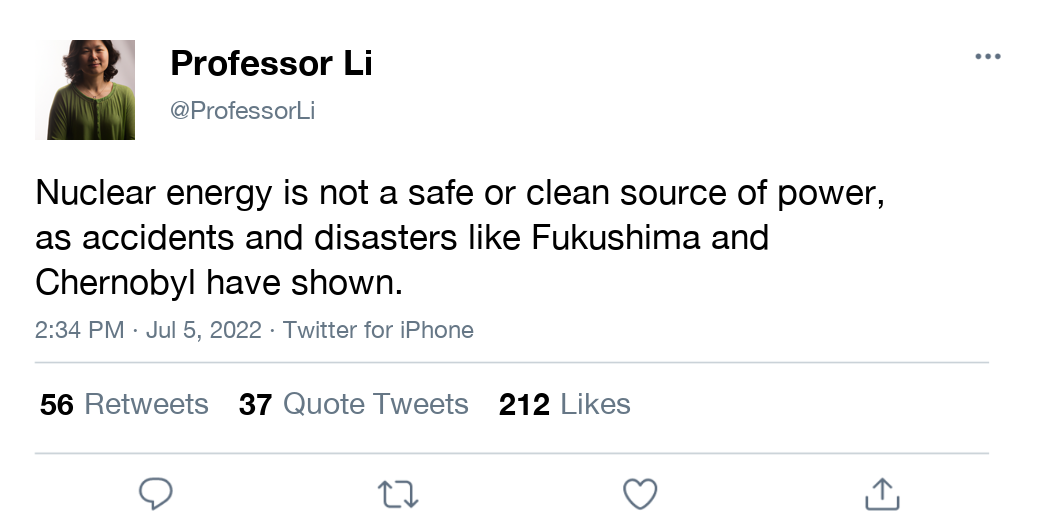 Professor Li
@ProfessorLi
Nuclear energy is not a safe or clean source of power,
as accidents and disasters like Fukushima and
Chernobyl have shown.
2:34 PM · Jul 5, 2022 · Twitter for iPhone
56 Retweets 37 Quote Tweets 212 Likes